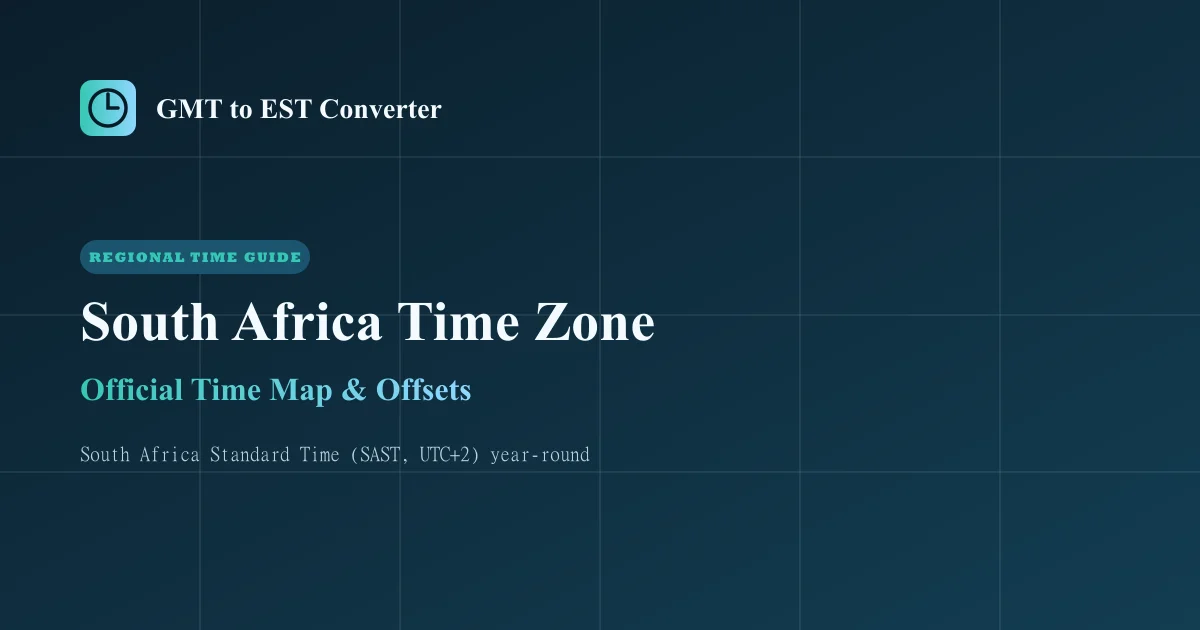 GMT to EST Converter
REGIONAL TIME GUIDE
South Africa Time Zone
Official Time Map & Offsets
South Africa Standard Time (SAST, UTC+2) year-round